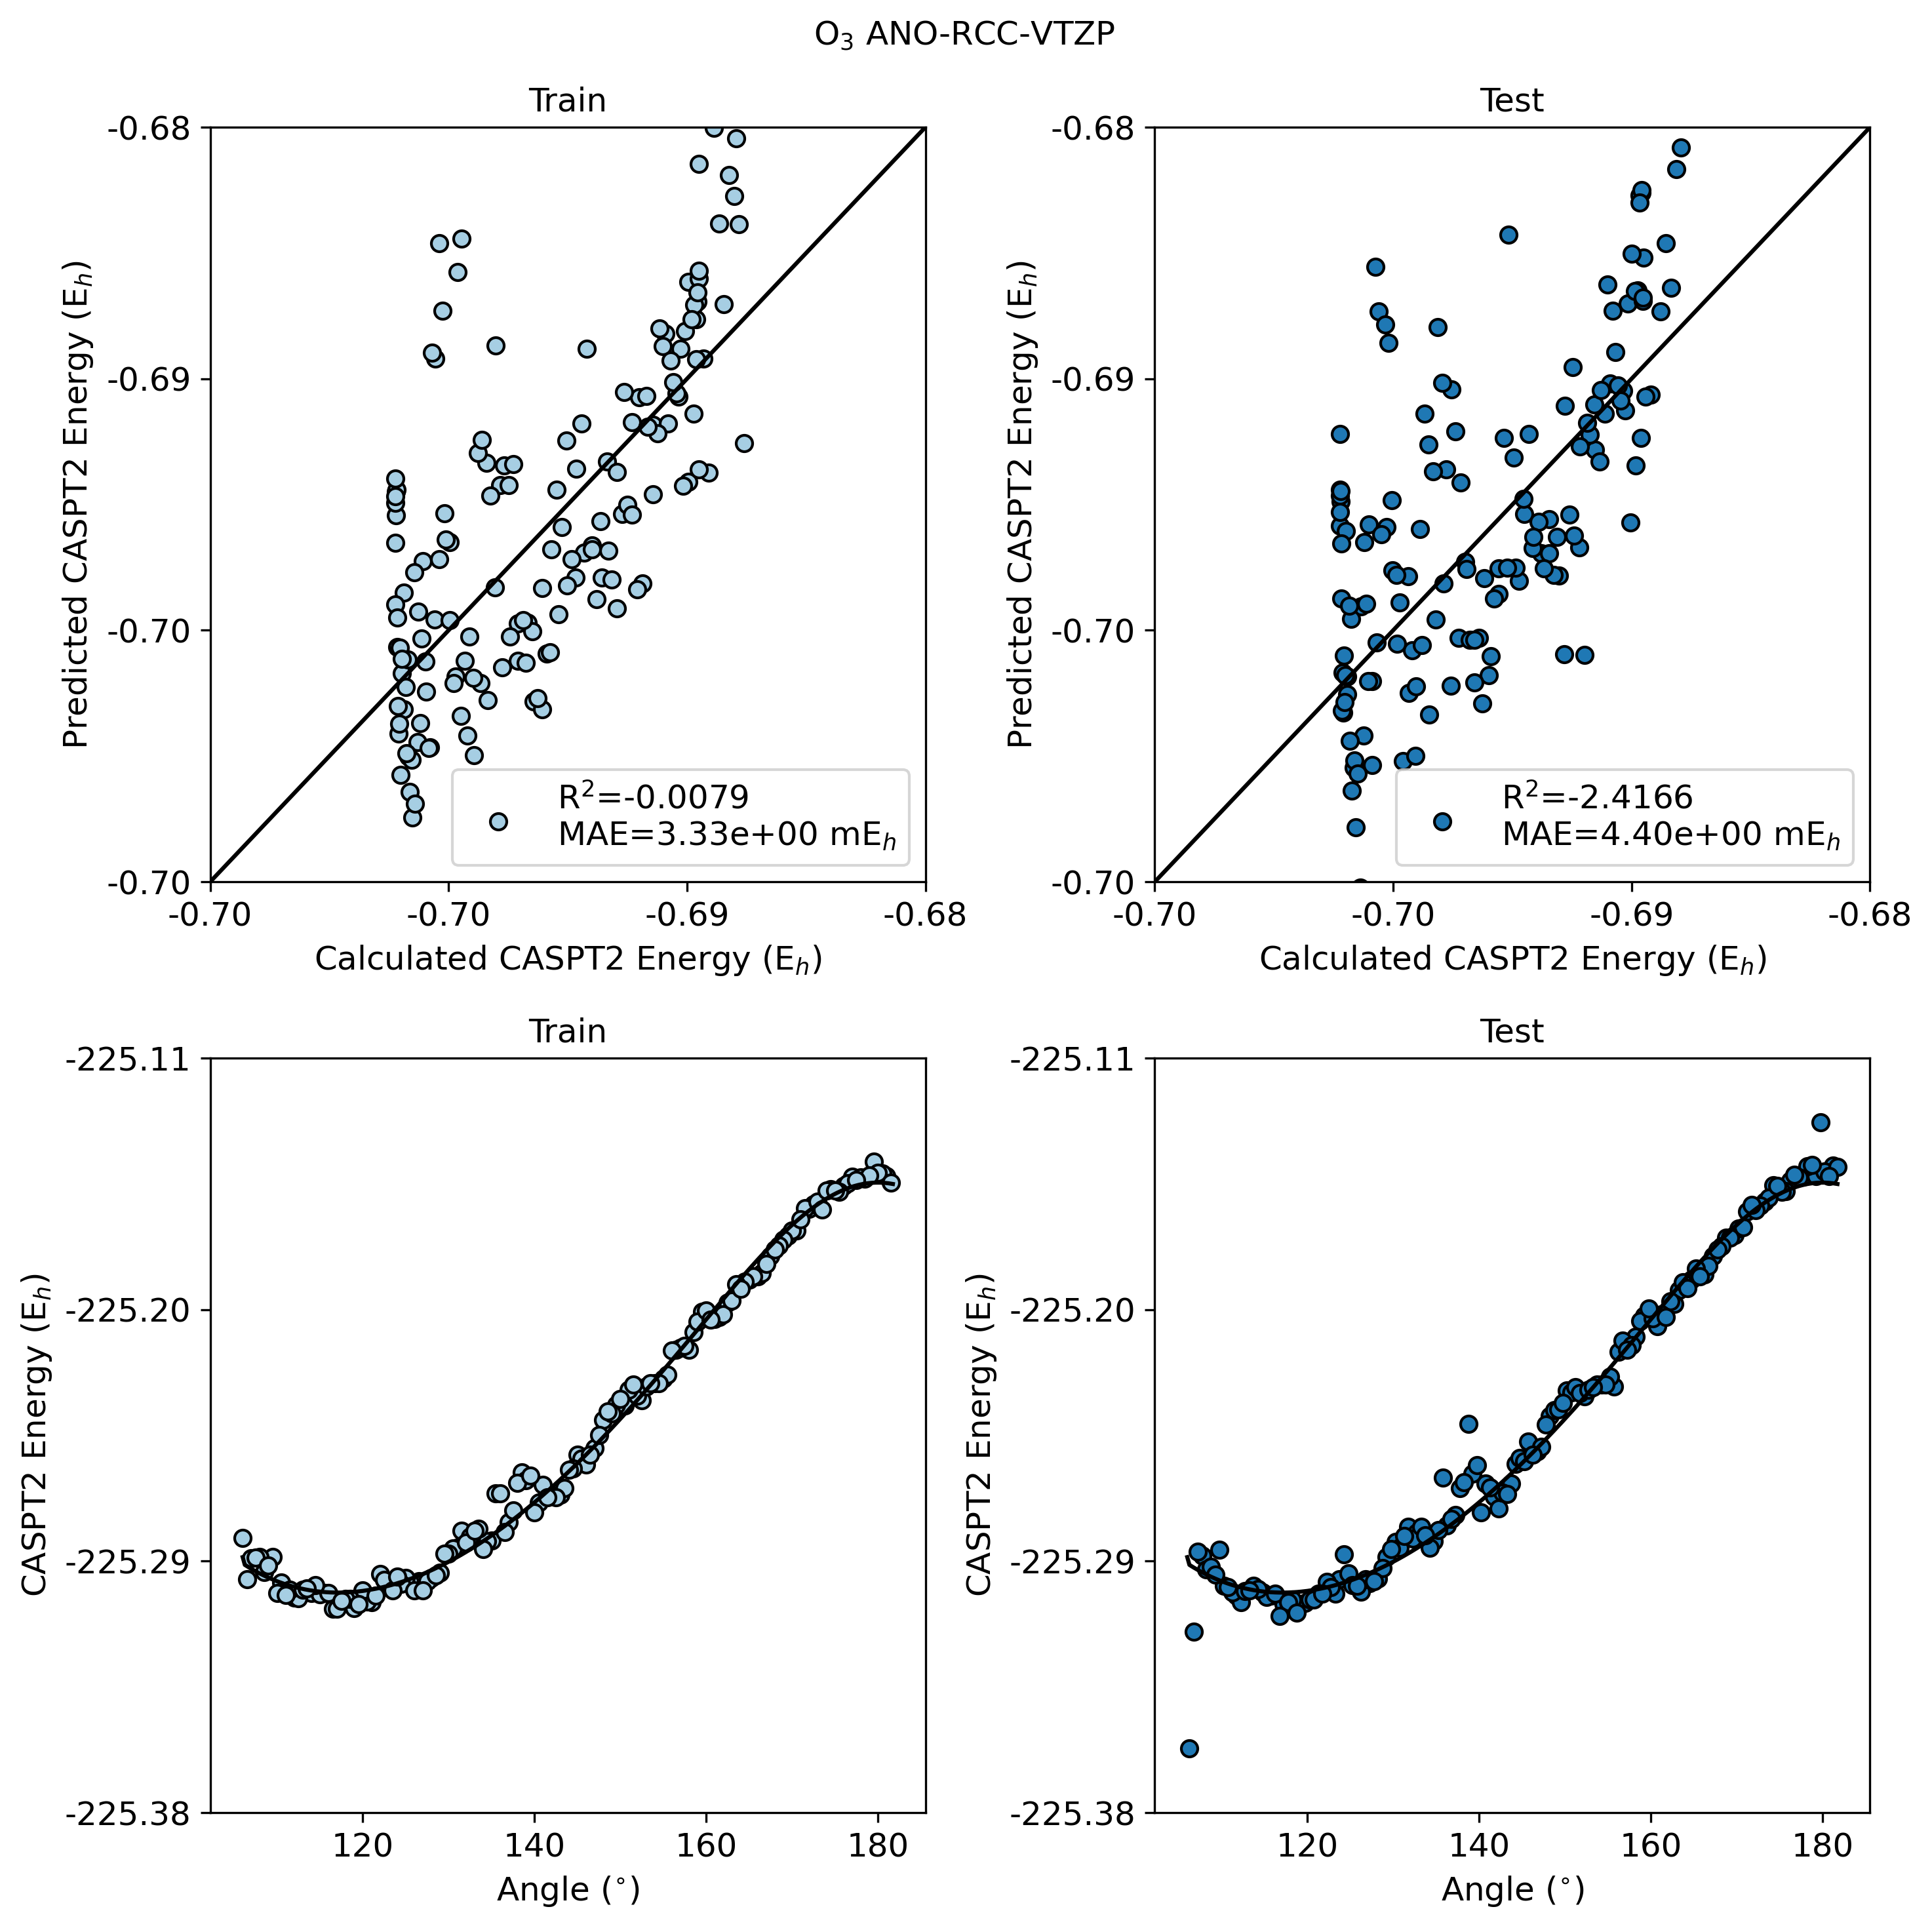 O₃ ANO-RCC-VTZP
Train
-0.68
-0.69
-0.70
-0.70
-0.70
-0.70
-0.69
-0.68
Predicted CASPT2 Energy (Eₕ)
Calculated CASPT2 Energy (Eₕ)
R²=-0.0079
MAE=3.33e+00 mEₕ
Test
-0.68
-0.69
-0.70
-0.70
-0.70
-0.70
-0.69
-0.68
Predicted CASPT2 Energy (Eₕ)
Calculated CASPT2 Energy (Eₕ)
R²=-2.4166
MAE=4.40e+00 mEₕ
Train
-225.11
-225.20
-225.29
-225.38
120
140
160
180
CASPT2 Energy (Eₕ)
Angle (°)
Test
-225.11
-225.20
-225.29
-225.38
120
140
160
180
CASPT2 Energy (Eₕ)
Angle (°)